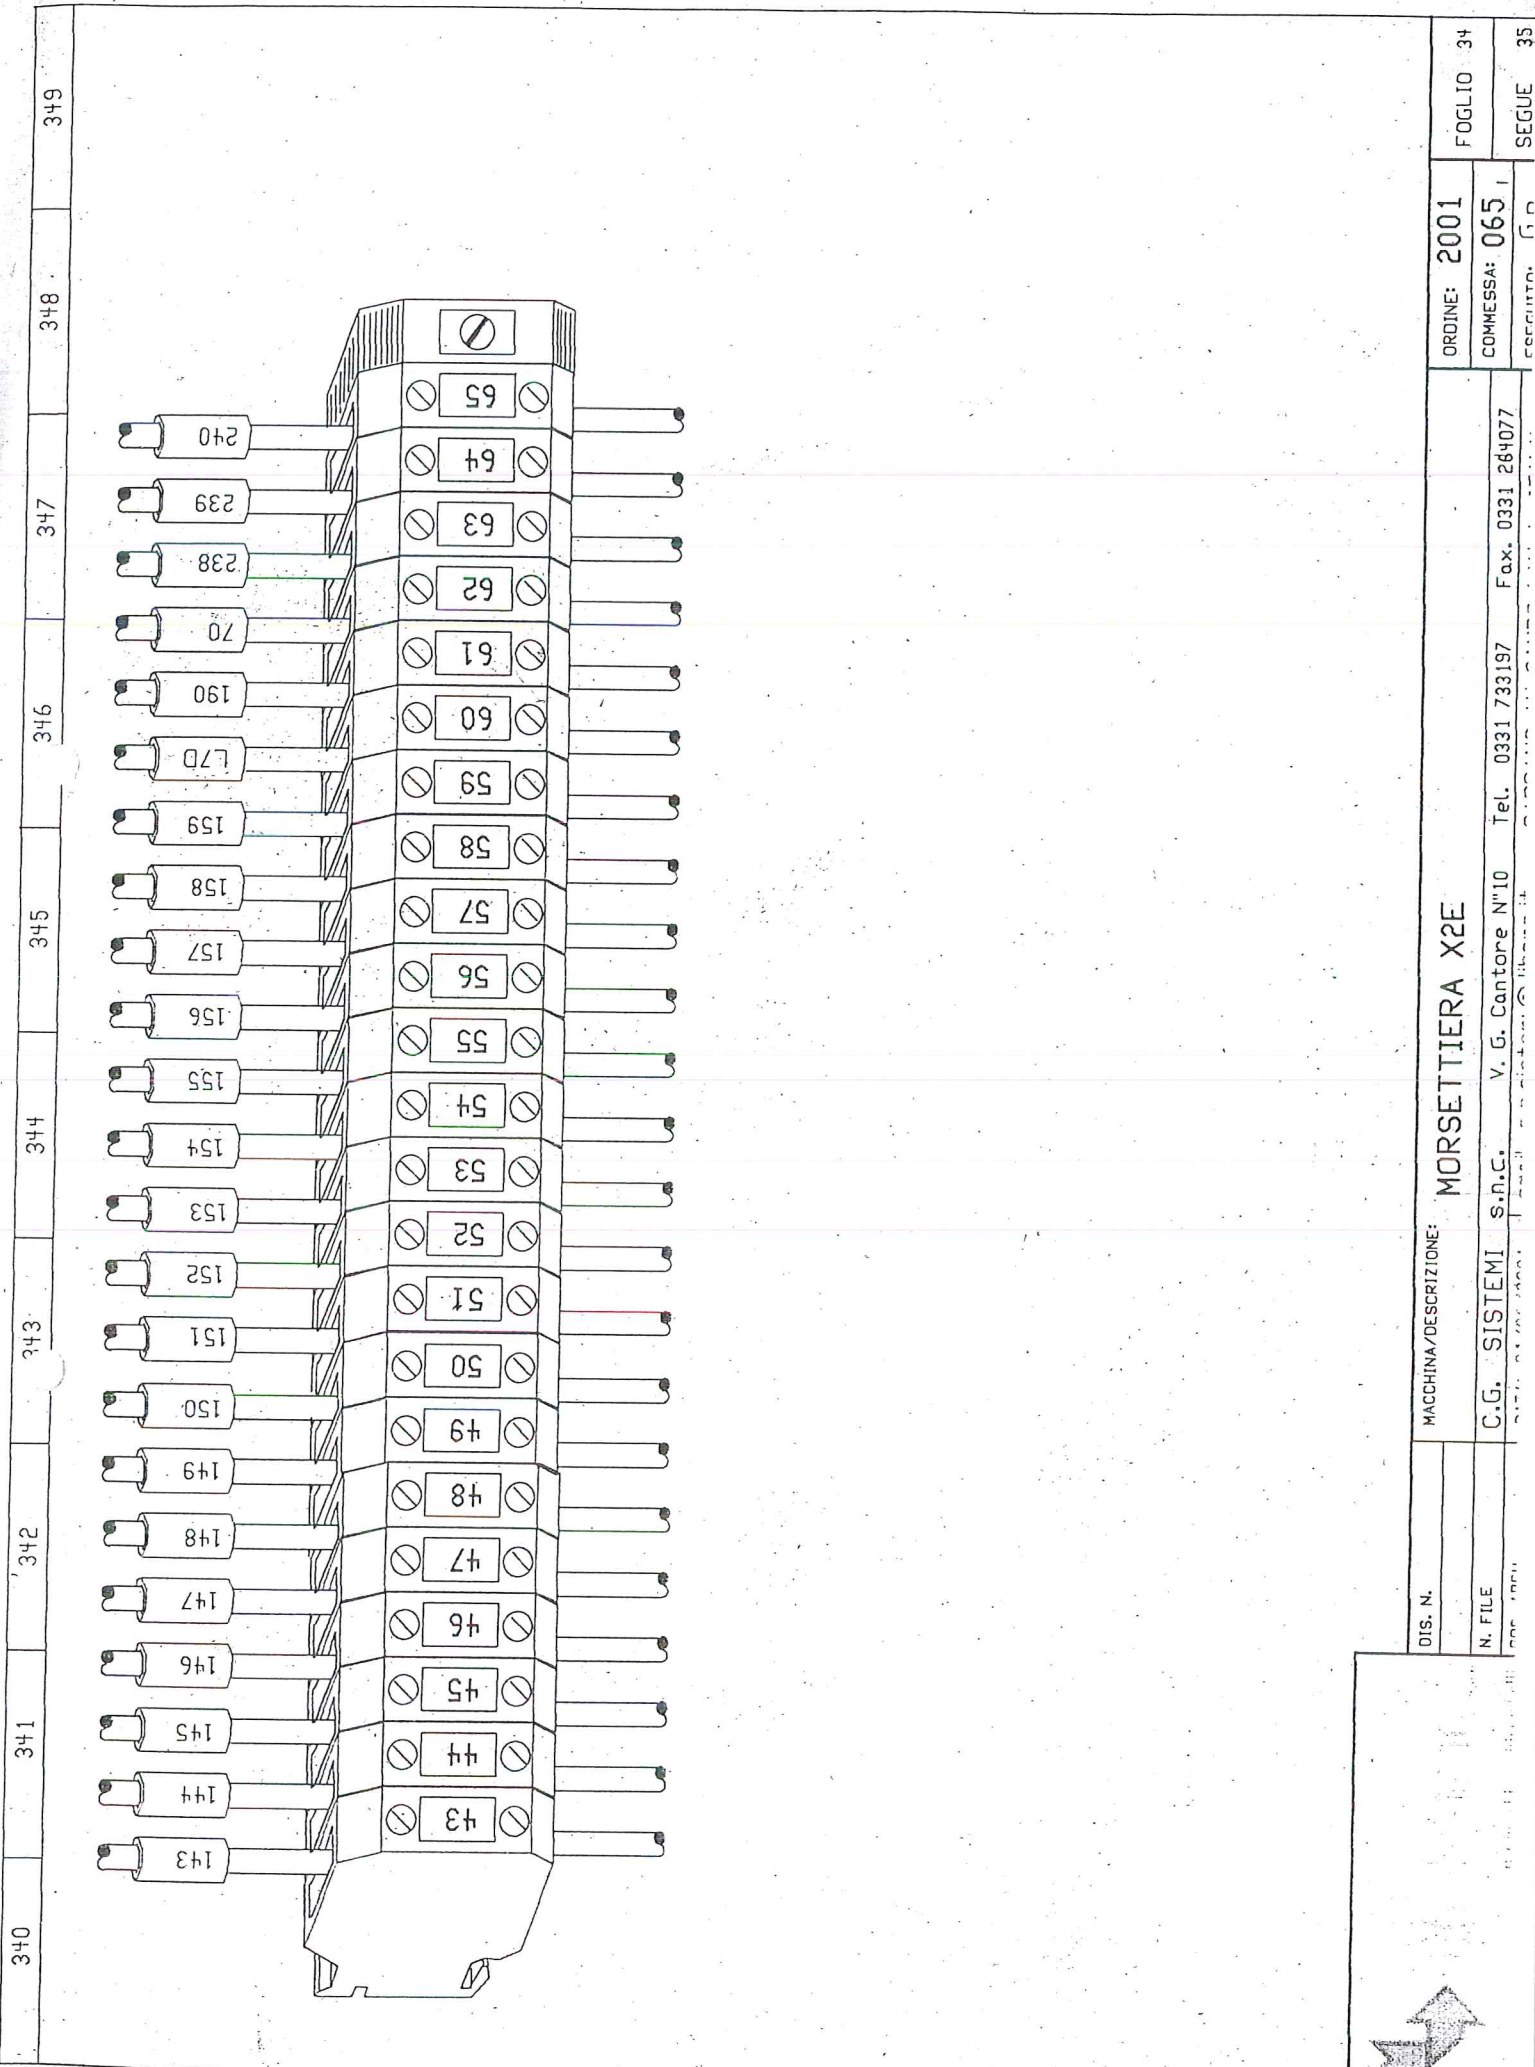 340 341 342 343 344 345 346 347 348 349
143 144 145 146 147 148 149 150 151 152 153 154 155 156 157 158 159 L7D 190 70 238 239 240
43 44 45 46 47 48 49 50 51 52 53 54 55 56 57 58 59 60 61 62 63 64 65
DIS. N.
MACCHINA/DESCRIZIONE: MORSETTIERA X2E
ORDINE: 2001
FOGLIO 34
N. FILE
C.G. SISTEMI s.n.c. V. G. Cantore N"10 Tel. 0331 733197 Fax. 0331 264077
COMMESSA: 065
SEGUE 35